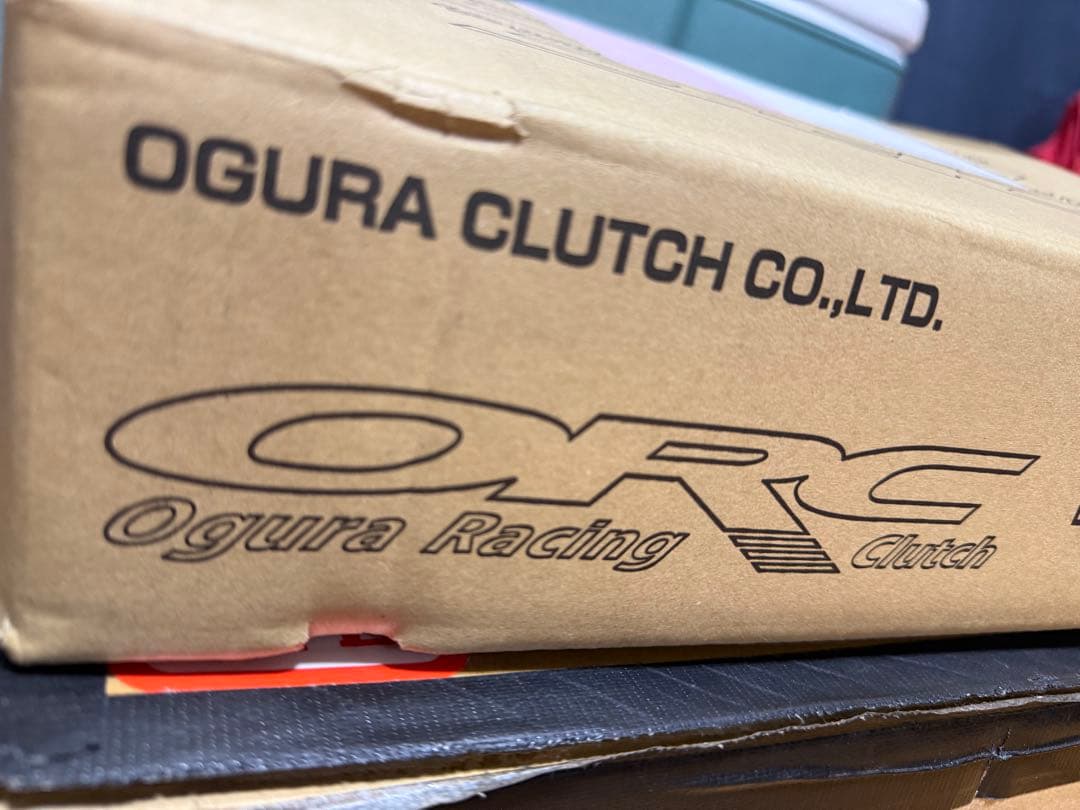 OGURA CLUTCH CO.,LTD.
ORC
Ogura Racing Clutch